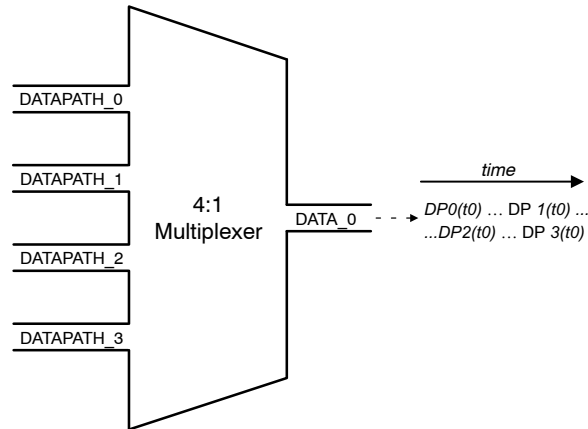 DATAPATH_0
DATAPATH_1
DATAPATH_2
DATAPATH_3
4:1
Multiplexer
DATA_0
time
DP0(t0) … DP 1(t0) ...
...DP2(t0) … DP 3(t0)